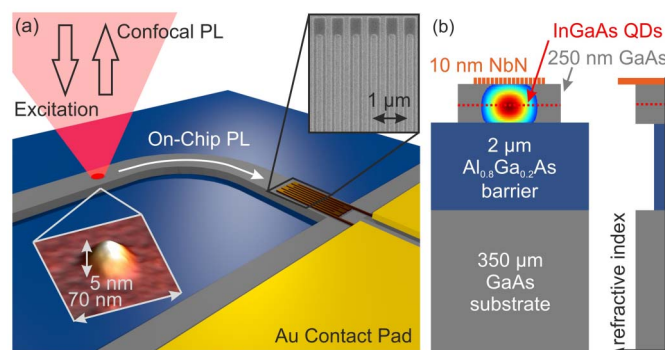 (a)
Confocal PL
Excitation
On-Chip PL
1 µm
5 nm
70 nm
Au Contact Pad
(b)
InGaAs QDs
10 nm NbN
250 nm GaAs
2 µm
Al0.8Ga0.2As
barrier
350 µm
GaAs
substrate
refractive index